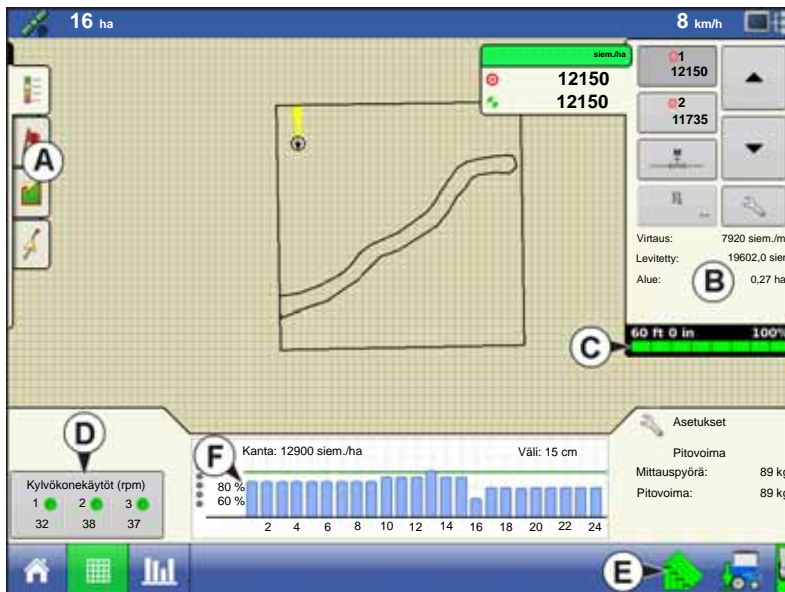 16 ha
8 km/h
siem./ha
12150
12150
1
12150
2
11735
M
A
Virtaus: 7920 siem./m
Levitetty: 19602,0 siem
Alue: 0,27 ha
B
60 ft 0 in 100%
C
D
Kylvökonekäytöt (rpm)
1 2 3
32 38 37
F
Kanta: 12900 siem./ha Väli: 15 cm
80 %
60 %
2 4 6 8 10 12 14 16 18 20 22 24
Asetukset
Pitovoima
Mittauspyörä: 89 kg
Pitovoima: 89 kg
E